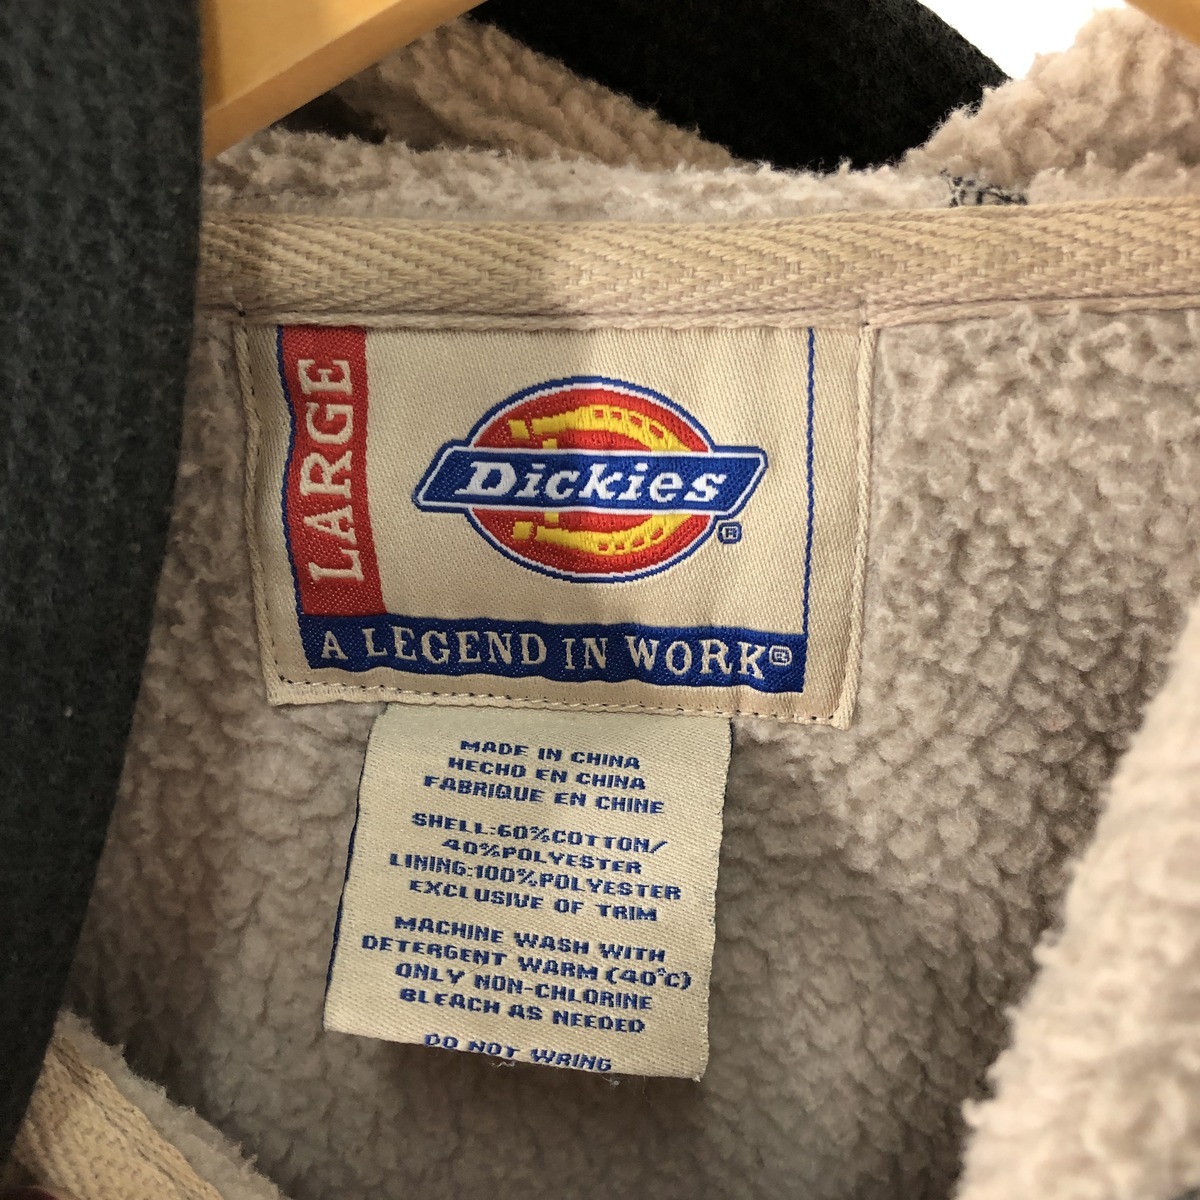 LARGE
Dickies
®
A LEGEND IN WORK®
MADE IN CHINA
HECHO EN CHINA
FABRIQUE EN CHINE
SHELL:60%COTTON/
40%POLYESTER
LINING:100%POLYESTER
EXCLUSIVE OF TRIM
MACHINE WASH WITH
DETERGENT WARM (40°C)
ONLY NON-CHLORINE
BLEACH AS NEEDED
DO NOT WRING